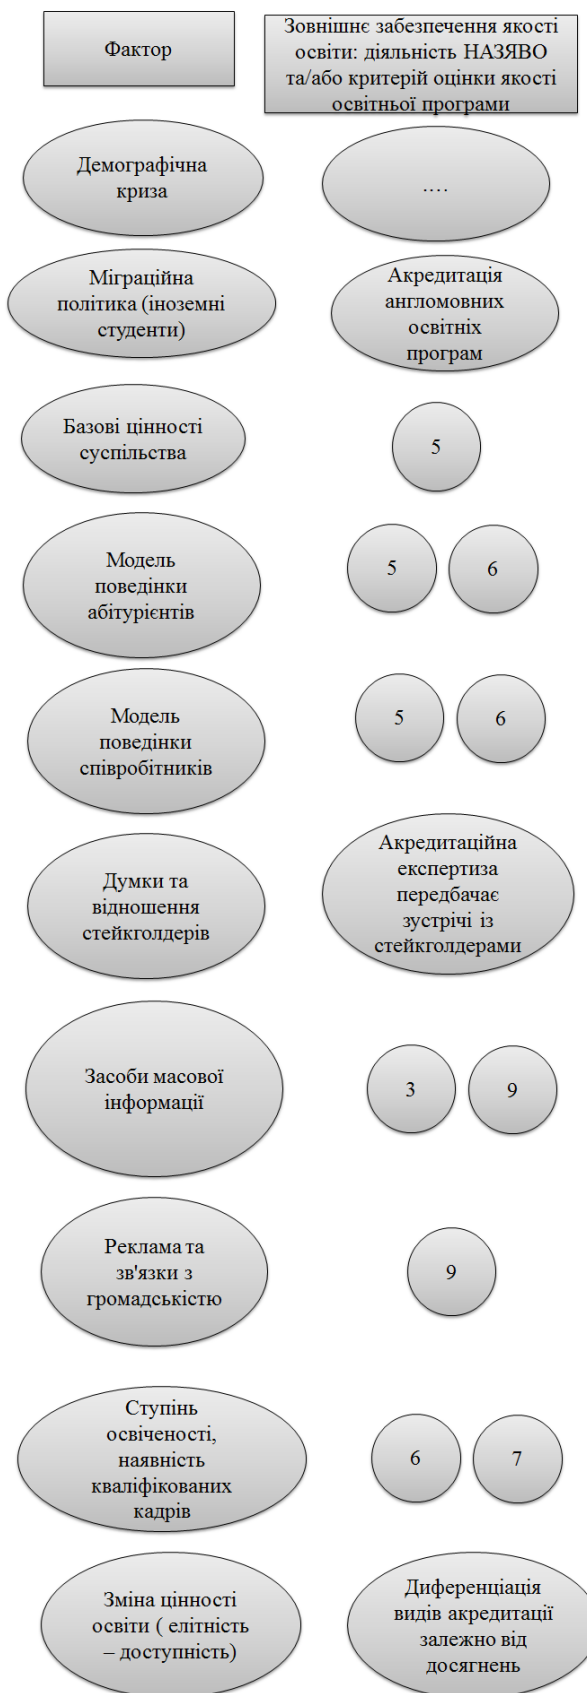 Фактор
Зовнішнє забезпечення якості
освіти: діяльність НАЗЯВО
та/або критерій оцінки якості
освітньої програми
Демографічна
криза
….
Міграційна
політика (іноземні
студенти)
Акредитація
англомовних
освітніх
програм
Базові цінності
суспільства
5
Модель
поведінки
абітурієнтів
5
6
Модель
поведінки
співробітників
5
6
Думки та
відношення
стейкголдерів
Акредитаційна
експертиза
передбачає
зустрічі із
стейкголдерами
Засоби масової
інформації
3
9
Реклама та
зв'язки з
громадськістю
9
Ступінь
освіченості,
наявність
кваліфікованих
кадрів
6
7
Зміна цінності
освіти ( елітність
– доступність)
Диференціація
видів акредитації
залежно від
досягнень